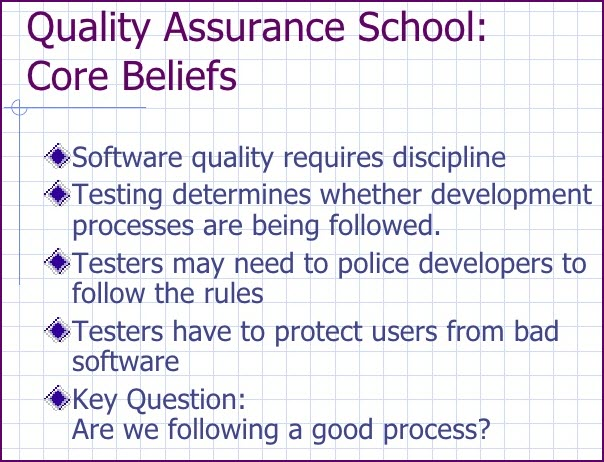 Quality Assurance School:
Core Beliefs
Software quality requires discipline
Testing determines whether development
processes are being followed.
Testers may need to police developers to
follow the rules
Testers have to protect users from bad
software
Key Question:
Are we following a good process?